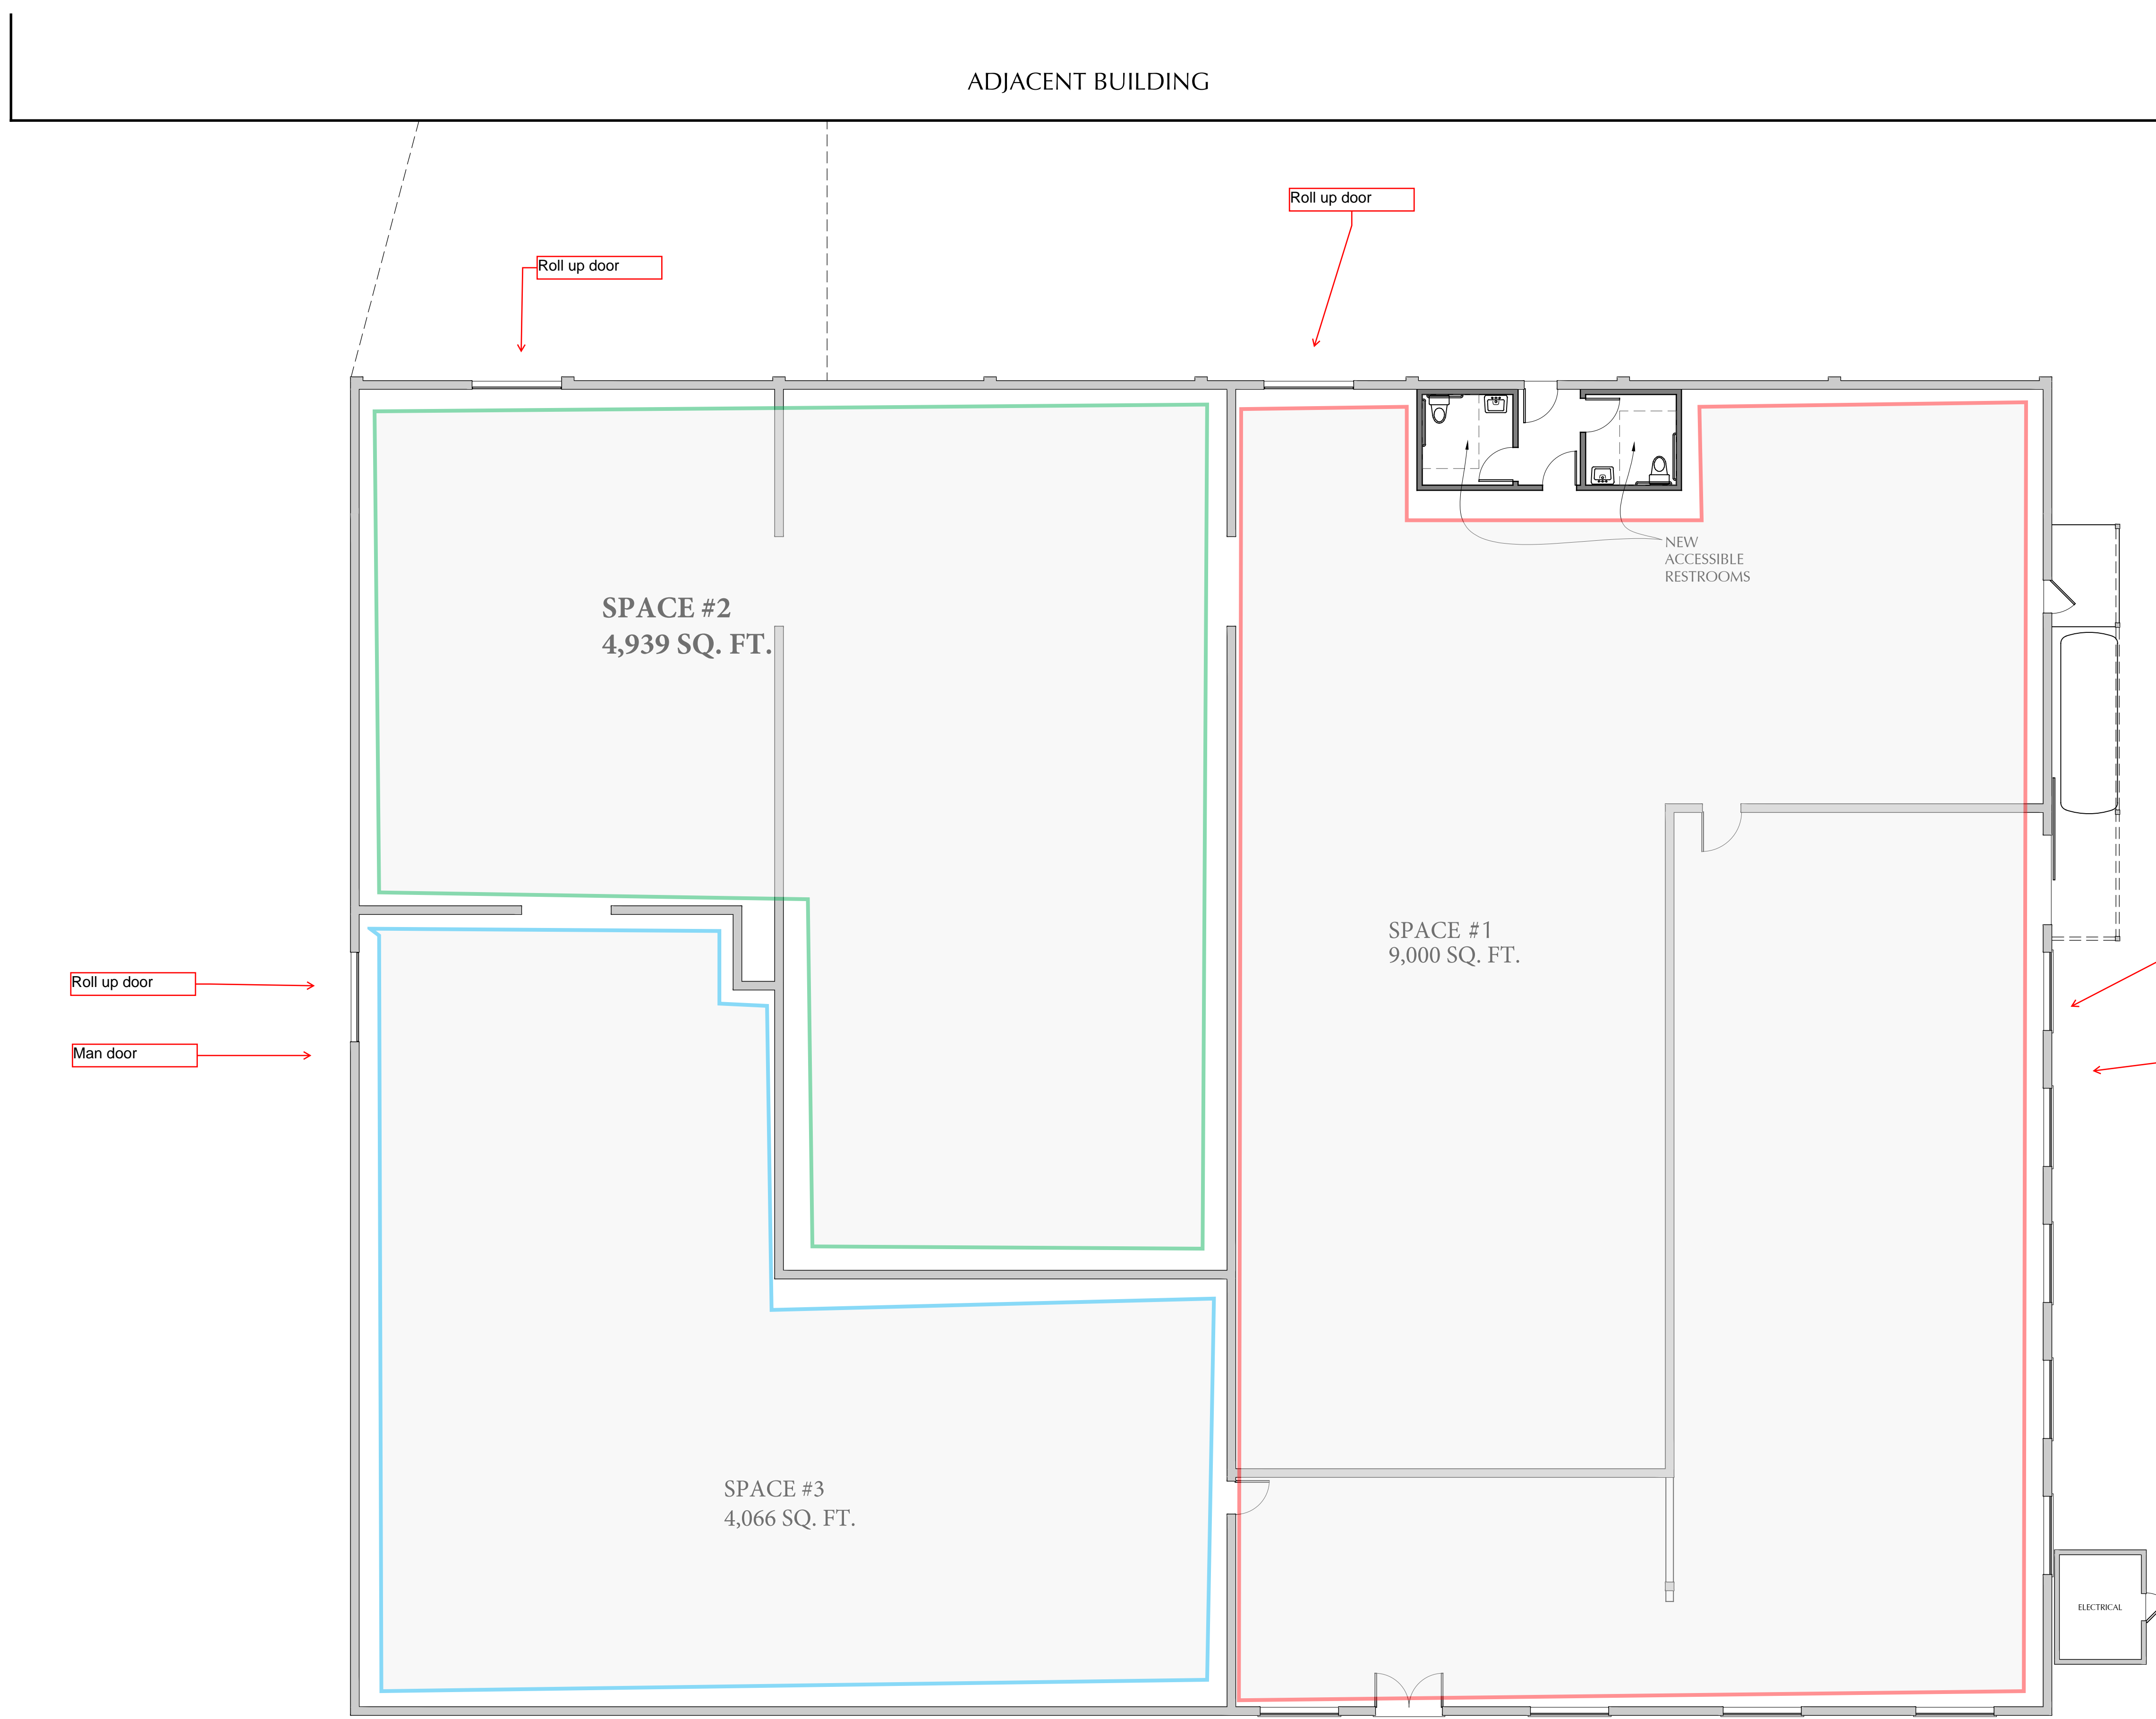 ADJACENT BUILDING
Roll up door
Roll up door
NEW
ACCESSIBLE
RESTROOMS
SPACE #2
4,939 SQ. FT.
SPACE #1
9,000 SQ. FT.
Roll up door
Man door
SPACE #3
4,066 SQ. FT.
ELECTRICAL